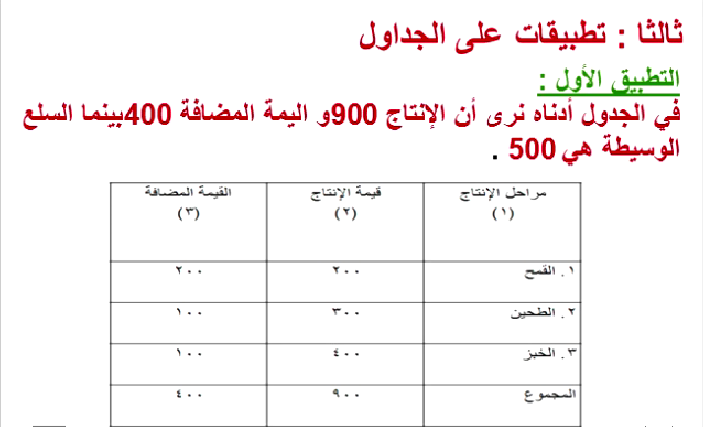 ثالثا : تطبيقات على الجداول
التطبيق الأول :
في الجدول أدناه نرى أن الإنتاج 900و اليمة المضافة 400بينما السلع
الوسيطة هي 500 .
مراحل الإنتاج قيمة الإنتاج القيمة المضافة
(١) (٢) (٣)
١. القمح ٢٠٠ ٢٠٠
٢. الطحين ٣٠٠ ١٠٠
٣. الخبز ٤٠٠ ١٠٠
المجموع ٩٠٠ ٤٠٠